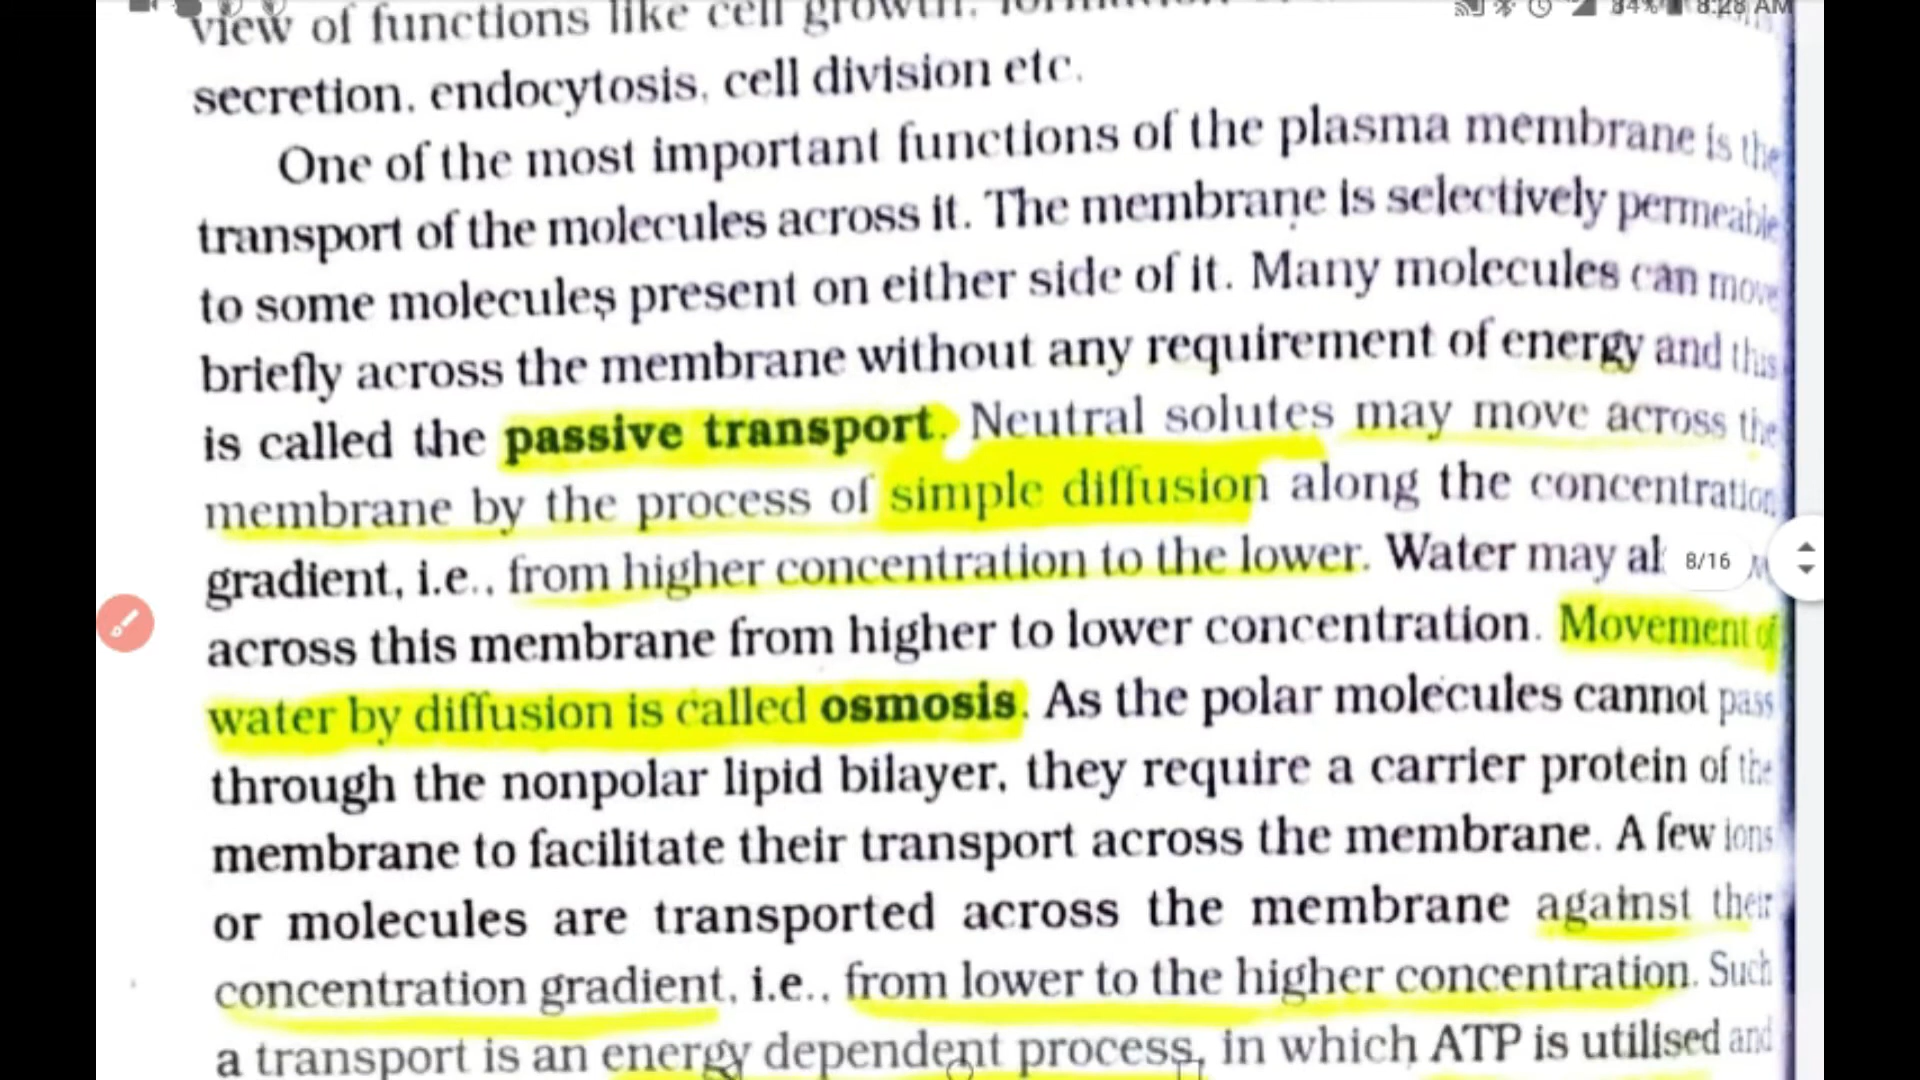 84% 8:28 AM
view of functions like cell growth,
secretion, endocytosis, cell division etc.
One of the most important functions of the plasma membrane is the
transport of the molecules across it. The membrane is selectively permeable
to some molecules present on either side of it. Many molecules can move
briefly across the membrane without any requirement of energy and this
is called the passive transport. Neutral solutes may move across the
membrane by the process of simple diffusion along the concentration
gradient, i.e., from higher concentration to the lower. Water may
8/16
across this membrane from higher to lower concentration. Movement of
water by diffusion is called osmosis. As the polar molecules cannot pass
through the nonpolar lipid bilayer, they require a carrier protein of the
membrane to facilitate their transport across the membrane. A few ions
or molecules are transported across the membrane against their
concentration gradient, i.e., from lower to the higher concentration. Such
a transport is an energy dependent process, in which ATP is utilised and